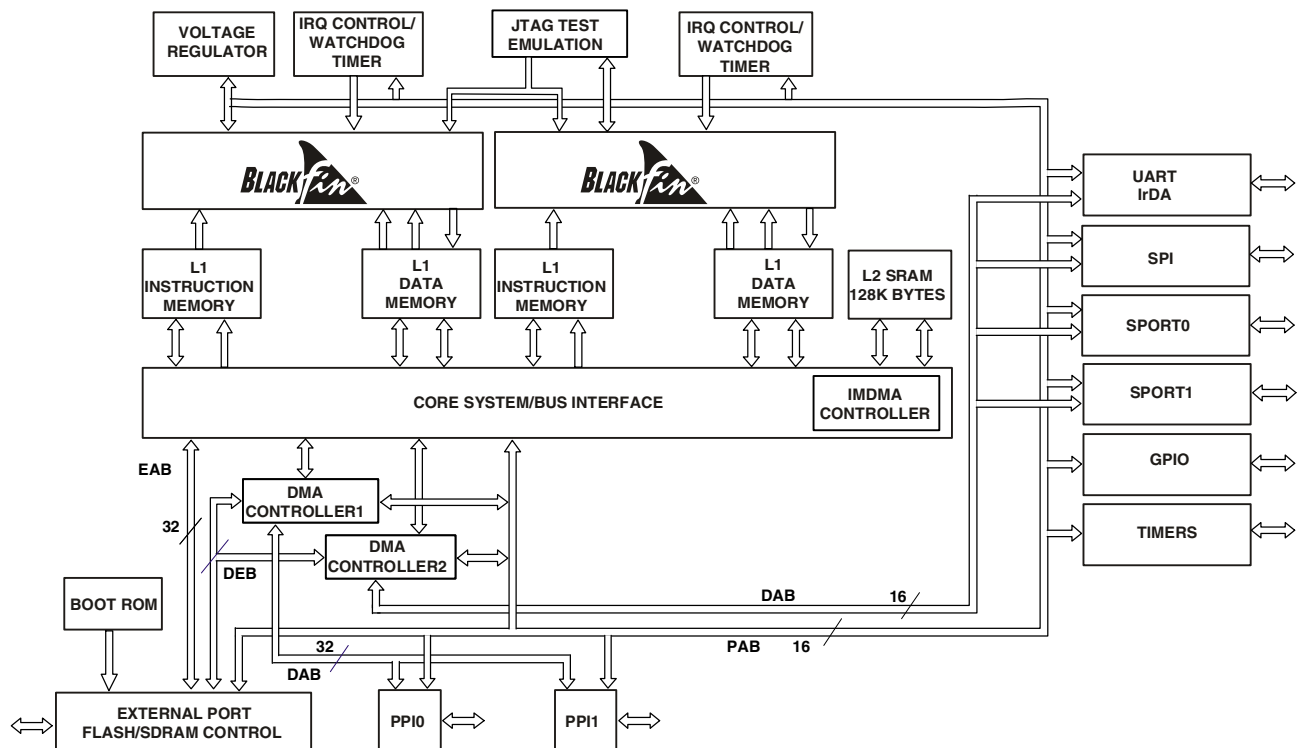 VOLTAGE
REGULATOR
IRQ CONTROL/
WATCHDOG
TIMER
JTAG TEST
EMULATION
IRQ CONTROL/
WATCHDOG
TIMER
BLACKfin®
BLACKfin®
UART
IrDA
L1
INSTRUCTION
MEMORY
L1
DATA
MEMORY
L1
INSTRUCTION
MEMORY
L1
DATA
MEMORY
L2 SRAM
128K BYTES
SPI
SPORT0
CORE SYSTEM/BUS INTERFACE
IMDMA
CONTROLLER
SPORT1
EAB
GPIO
DMA
CONTROLLER1
32
TIMERS
DMA
CONTROLLER2
DEB
BOOT ROM
DAB
16
PAB
16
32
DAB
EXTERNAL PORT
FLASH/SDRAM CONTROL
PPI0
PPI1